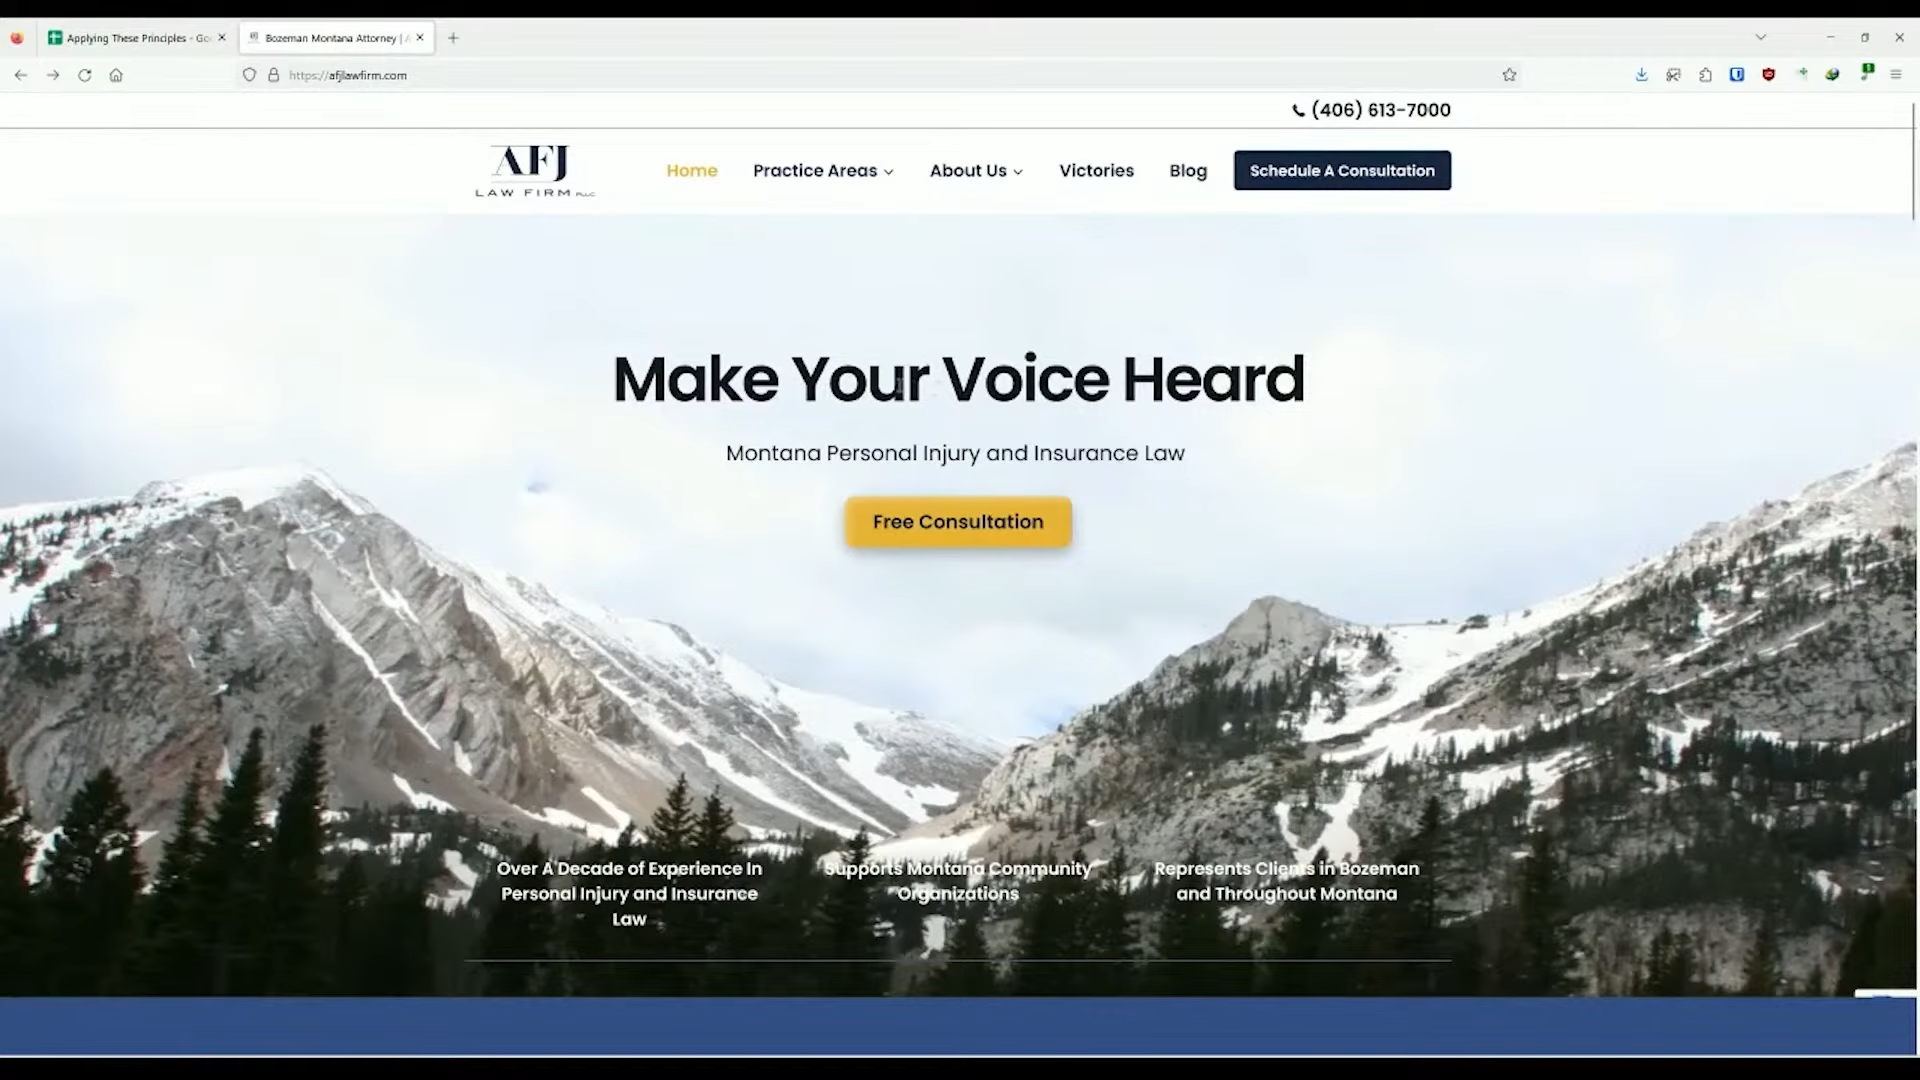 Applying These Principles - Go
Bozeman Montana Attorney |
https://afjlawfirm.com
(406) 613-7000
AFJ
LAW FIRM PLLC
Home
Practice Areas
About Us
Victories
Blog
Schedule A Consultation
Make Your Voice Heard
Montana Personal Injury and Insurance Law
Free Consultation
Over A Decade of Experience In
Personal Injury and Insurance
Law
Supports Montana Community
Organizations
Represents Clients in Bozeman
and Throughout Montana